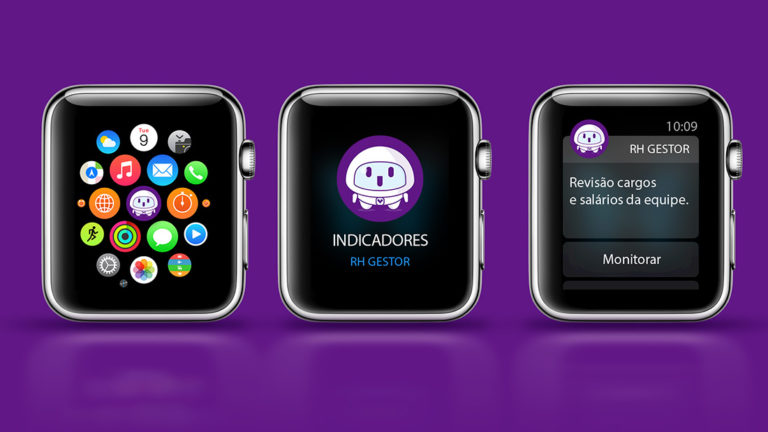 Tue
9
INDICADORES
RH GESTOR
10:09
RH GESTOR
Revisão cargos
e salários da equipe.
Monitorar